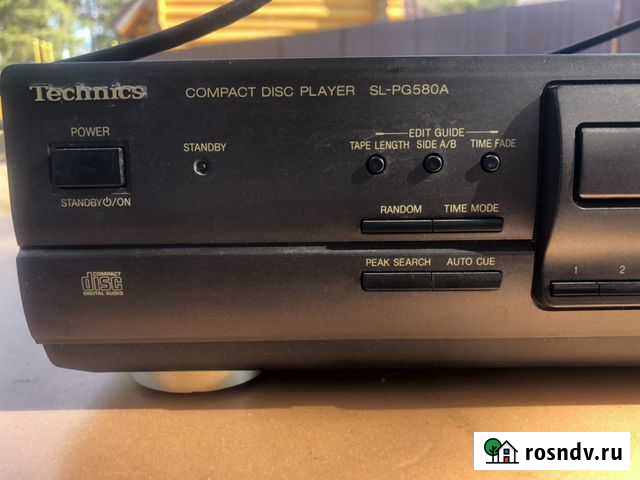 Technics COMPACT DISC PLAYER SL-PG580A
POWER
STANDBY
STANDBY⏻/ON
EDIT GUIDE
TAPE LENGTH SIDE A/B TIME FADE
RANDOM TIME MODE
PEAK SEARCH AUTO CUE
1 2
COMPACT
disc
DIGITAL AUDIO
rosndv.ru